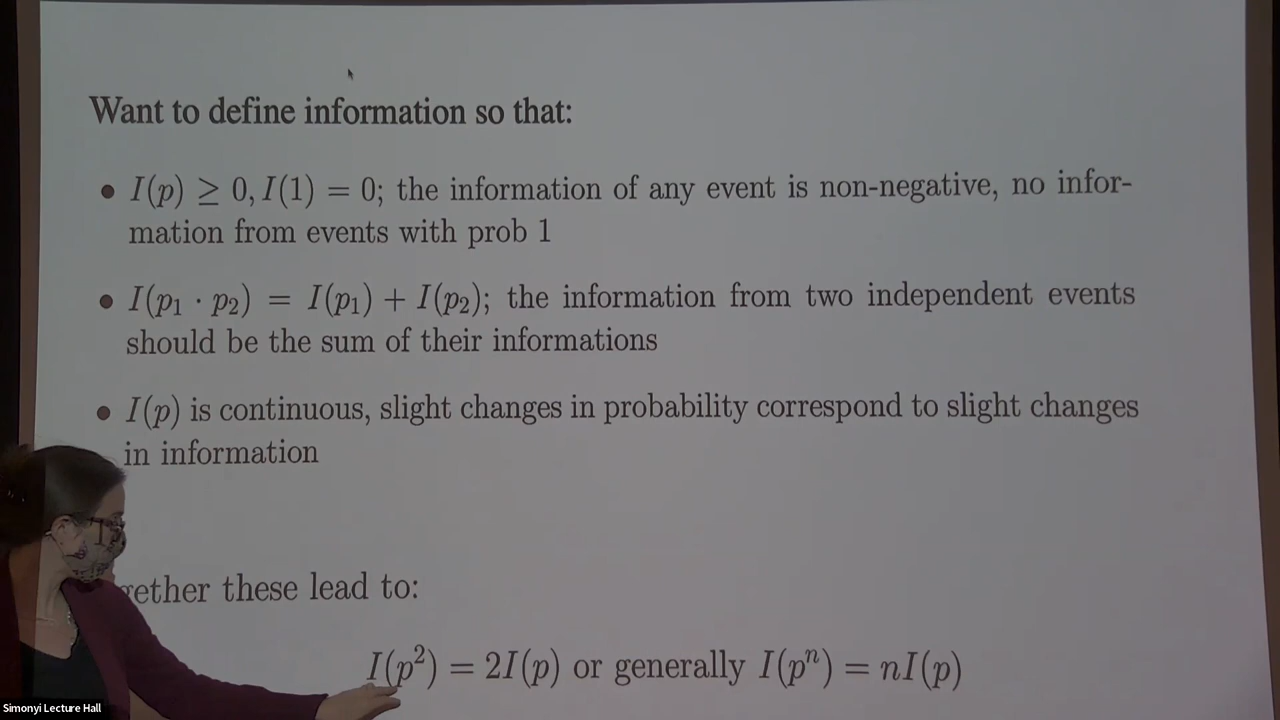 Want to define information so that:
• I(p) ≥ 0, I(1) = 0; the information of any event is non-negative, no infor-
mation from events with prob 1
• I(p₁ · p₂) = I(p₁) + I(p₂); the information from two independent events
should be the sum of their informations
• I(p) is continuous, slight changes in probability correspond to slight changes
in information
gether these lead to:
I(p²) = 2I(p) or generally I(pⁿ) = nI(p)
Simonyi Lecture Hall